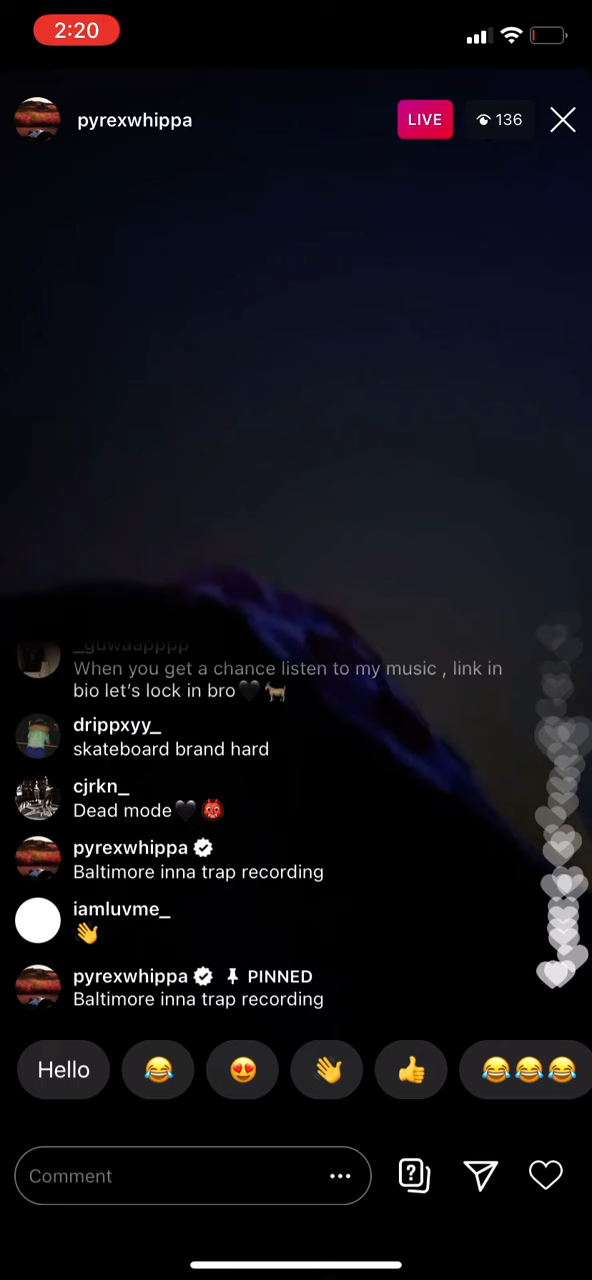 2:20
pyrexwhippa
LIVE
136
_guwaapppp
When you get a chance listen to my music , link in
bio let's lock in bro🖤🐐
drippxyy_
skateboard brand hard
cjrkn_
Dead mode🖤👹
pyrexwhippa
Baltimore inna trap recording
iamluvme_
👋
pyrexwhippa PINNED
Baltimore inna trap recording
Hello 😂 😍 👋 👍 😂😂😂
Comment